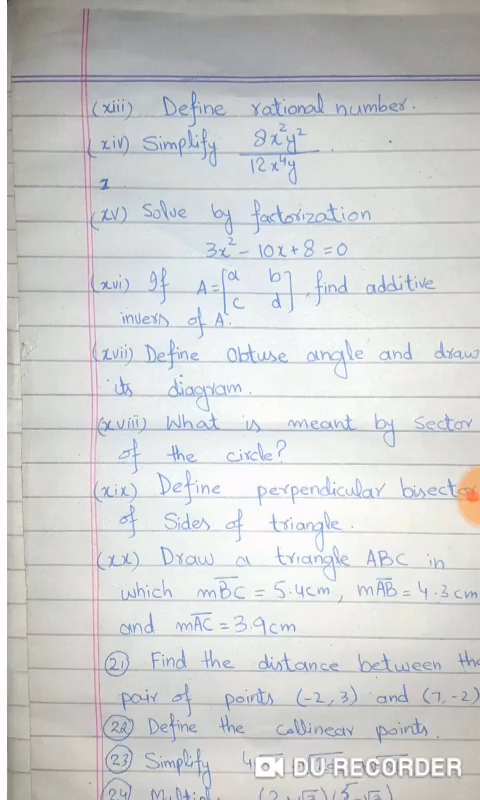 (xiii) Define rational number.
(xiv) Simplify 8x²y² / 12x⁴y
(xv) Solve by factorization
3x² - 10x + 8 = 0
(xvi) If A = [a b c d], find additive
invers of A.
(xvii) Define Obtuse angle and draw
its diagram.
(xviii) What is meant by Sector
of the circle?
(xix) Define perpendicular bisector
of Sides of triangle.
(xx) Draw a triangle ABC in
which mBC = 5.4cm, mAB = 4.3cm
and mAC = 3.9cm
(21) Find the distance between the
pair of points (-2, 3) and (7, -2)
(22) Define the collinear points.
(23) Simplify
DU RECORDER
(24)